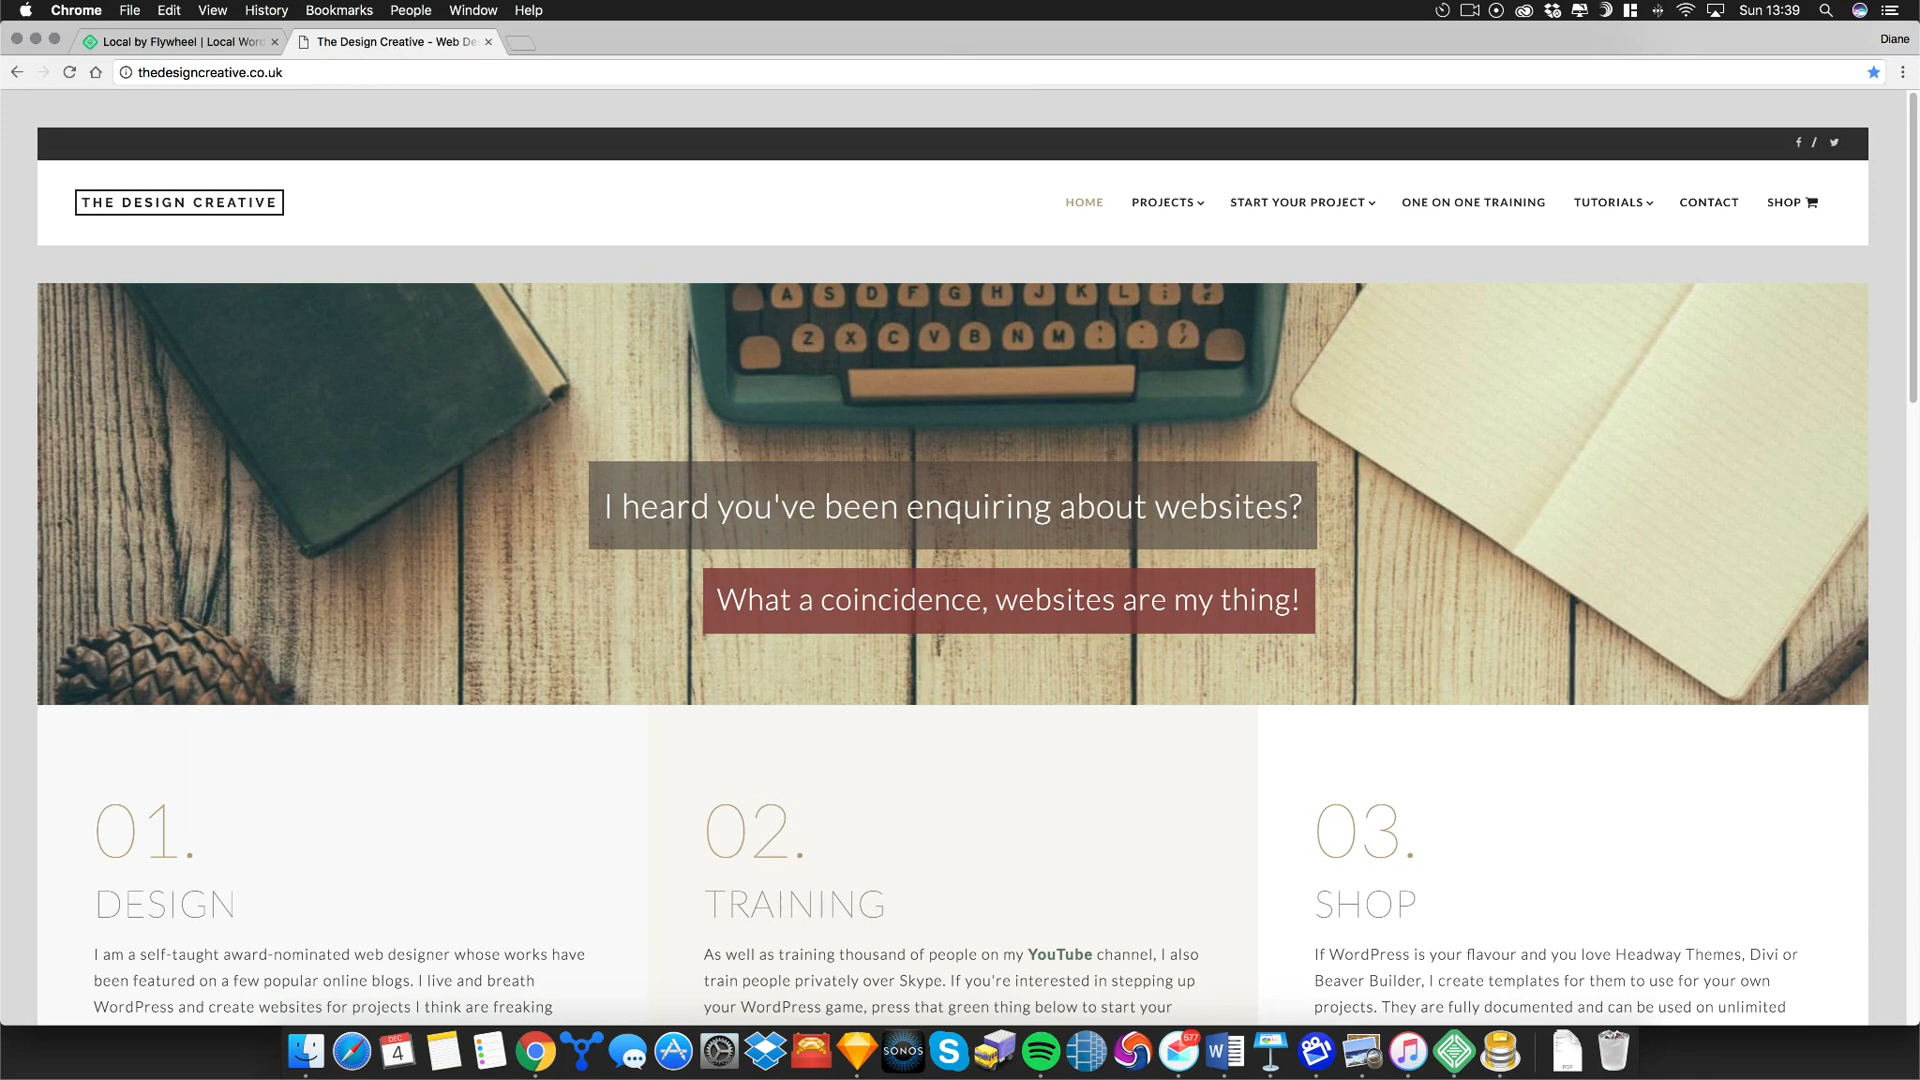 Chrome File Edit View History Bookmarks People Window Help
Sun 13:39
Local by Flywheel | Local Word
The Design Creative - Web De
Diane
thedesigncreative.co.uk
THE DESIGN CREATIVE
HOME PROJECTS START YOUR PROJECT ONE ON ONE TRAINING TUTORIALS CONTACT SHOP
A S D F G H J K L ;
Z X C V B N M
I heard you've been enquiring about websites?
What a coincidence, websites are my thing!
01.
DESIGN
I am a self-taught award-nominated web designer whose works have
been featured on a few popular online blogs. I live and breath
WordPress and create websites for projects I think are freaking
02.
TRAINING
As well as training thousand of people on my YouTube channel, I also
train people privately over Skype. If you're interested in stepping up
your WordPress game, press that green thing below to start your
03.
SHOP
If WordPress is your flavour and you love Headway Themes, Divi or
Beaver Builder, I create templates for them to use for your own
projects. They are fully documented and can be used on unlimited
DEC
4
SONOS
577
PDF